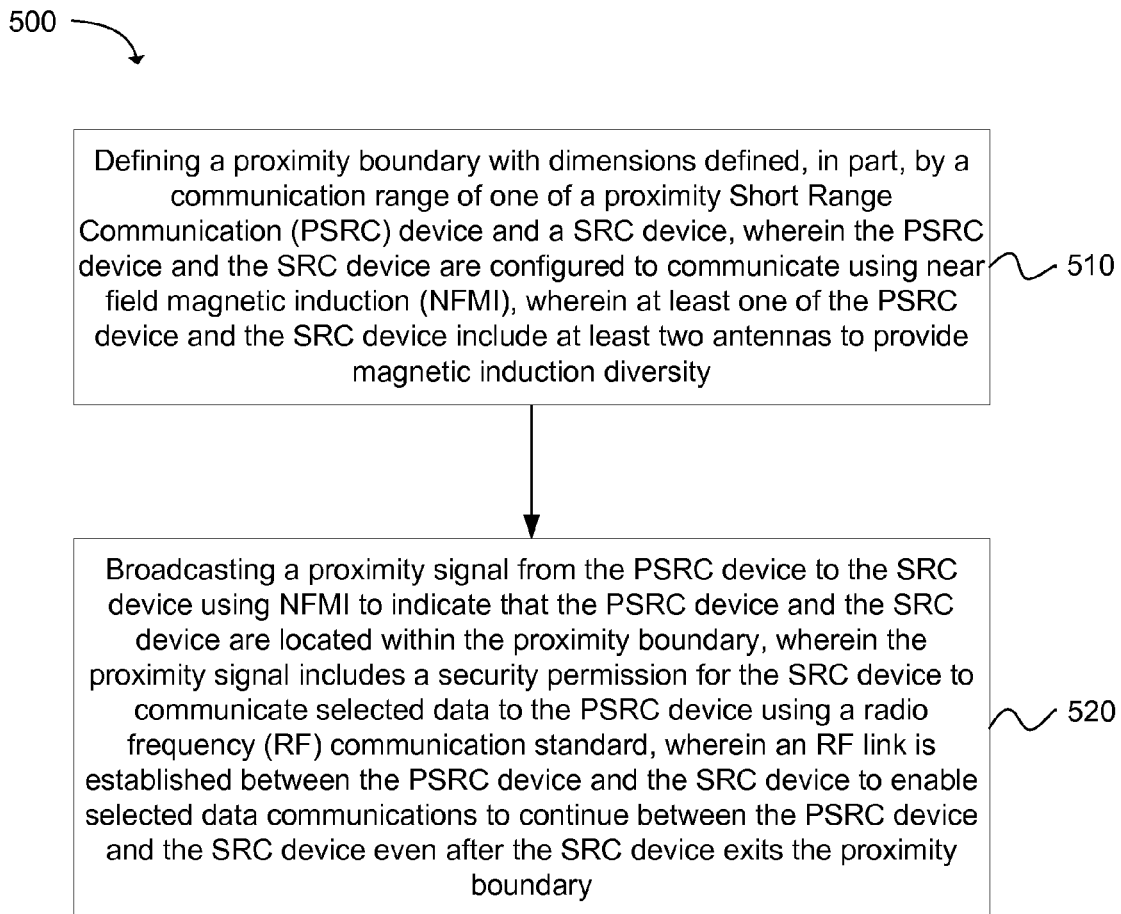 500
Defining a proximity boundary with dimensions defined, in part, by a
communication range of one of a proximity Short Range
Communication (PSRC) device and a SRC device, wherein the PSRC
device and the SRC device are configured to communicate using near
field magnetic induction (NFMI), wherein at least one of the PSRC
device and the SRC device include at least two antennas to provide
magnetic induction diversity
510
Broadcasting a proximity signal from the PSRC device to the SRC
device using NFMI to indicate that the PSRC device and the SRC
device are located within the proximity boundary, wherein the
proximity signal includes a security permission for the SRC device to
communicate selected data to the PSRC device using a radio
frequency (RF) communication standard, wherein an RF link is
established between the PSRC device and the SRC device to enable
selected data communications to continue between the PSRC device
and the SRC device even after the SRC device exits the proximity
boundary
520